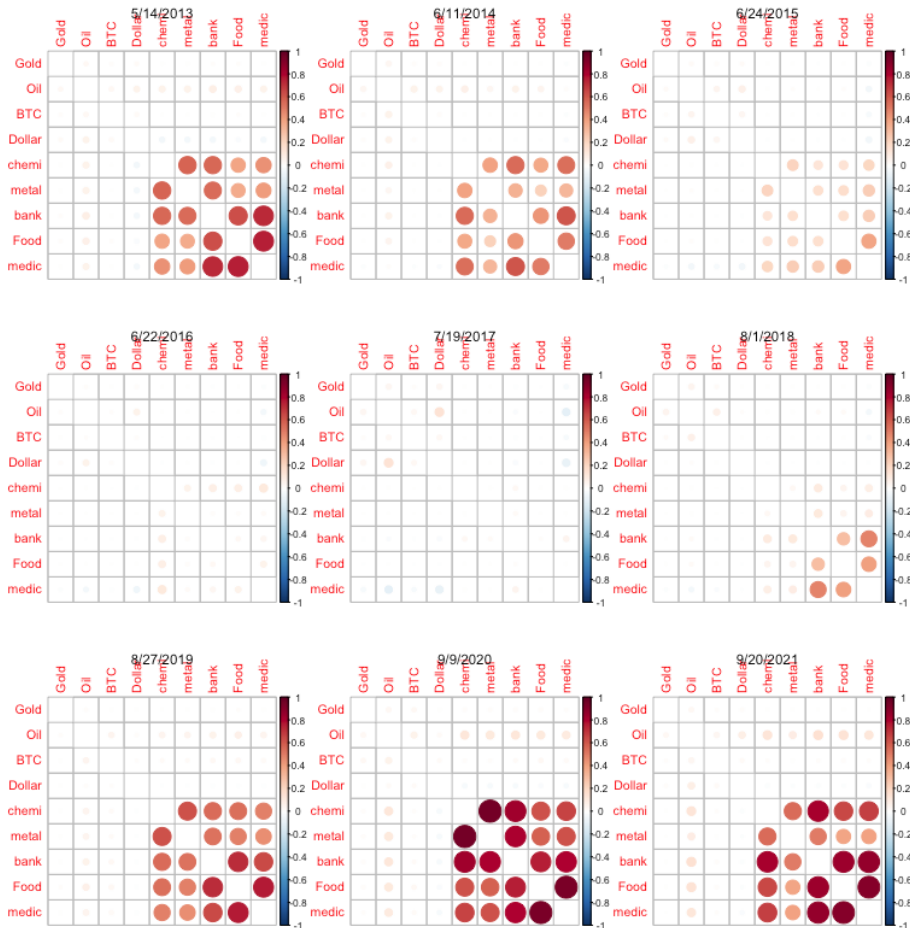 5/14/2013
Gold Oil BTC Dollar chemi metal bank Food medic
Gold
Oil
BTC
Dollar
chemi
metal
bank
Food
medic
1
0.8
0.6
0.4
0.2
0
-0.2
-0.4
-0.6
-0.8
-1
6/11/2014
Gold Oil BTC Dollar chemi metal bank Food medic
Gold
Oil
BTC
Dollar
chemi
metal
bank
Food
medic
1
0.8
0.6
0.4
0.2
0
-0.2
-0.4
-0.6
-0.8
-1
6/24/2015
Gold Oil BTC Dollar chemi metal bank Food medic
Gold
Oil
BTC
Dollar
chemi
metal
bank
Food
medic
1
0.8
0.6
0.4
0.2
0
-0.2
-0.4
-0.6
-0.8
-1
6/22/2016
Gold Oil BTC Dollar chemi metal bank Food medic
Gold
Oil
BTC
Dollar
chemi
metal
bank
Food
medic
1
0.8
0.6
0.4
0.2
0
-0.2
-0.4
-0.6
-0.8
-1
7/19/2017
Gold Oil BTC Dollar chemi metal bank Food medic
Gold
Oil
BTC
Dollar
chemi
metal
bank
Food
medic
1
0.8
0.6
0.4
0.2
0
-0.2
-0.4
-0.6
-0.8
-1
8/1/2018
Gold Oil BTC Dollar chemi metal bank Food medic
Gold
Oil
BTC
Dollar
chemi
metal
bank
Food
medic
1
0.8
0.6
0.4
0.2
0
-0.2
-0.4
-0.6
-0.8
-1
8/27/2019
Gold Oil BTC Dollar chemi metal bank Food medic
Gold
Oil
BTC
Dollar
chemi
metal
bank
Food
medic
1
0.8
0.6
0.4
0.2
0
-0.2
-0.4
-0.6
-0.8
-1
9/9/2020
Gold Oil BTC Dollar chemi metal bank Food medic
Gold
Oil
BTC
Dollar
chemi
metal
bank
Food
medic
1
0.8
0.6
0.4
0.2
0
-0.2
-0.4
-0.6
-0.8
-1
9/20/2021
Gold Oil BTC Dollar chemi metal bank Food medic
Gold
Oil
BTC
Dollar
chemi
metal
bank
Food
medic
1
0.8
0.6
0.4
0.2
0
-0.2
-0.4
-0.6
-0.8
-1